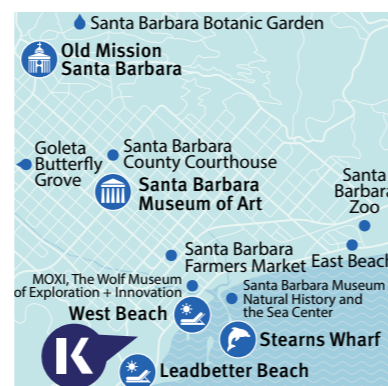 Santa Barbara Botanic Garden
Old Mission
Santa Barbara
Goleta
Butterfly
Grove
Santa Barbara
County Courthouse
Santa Barbara
Museum of Art
Santa
Barbara
Zoo
Santa Barbara
Farmers Market
East Beach
MOXI, The Wolf Museum
of Exploration + Innovation
Santa Barbara Museum
Natural History and
the Sea Center
West Beach
Stearns Wharf
K
Leadbetter Beach